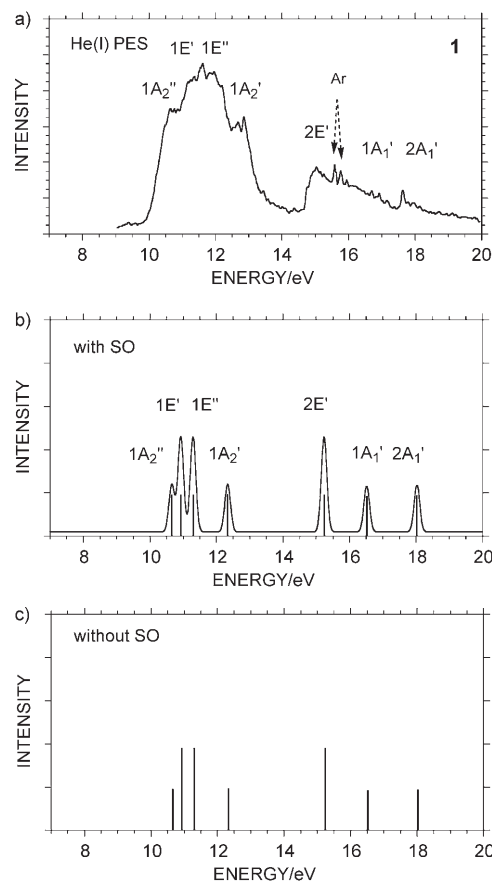 a)
He(I) PES
1
1E' 1E''
1A₂''
1A₂'
Ar
2E'
1A₁' 2A₁'
INTENSITY
8 10 12 14 16 18 20
ENERGY/eV
b)
with SO
1E' 1E''
2E'
1A₂''
1A₂'
1A₁' 2A₁'
INTENSITY
8 10 12 14 16 18 20
ENERGY/eV
c)
without SO
INTENSITY
8 10 12 14 16 18 20
ENERGY/eV